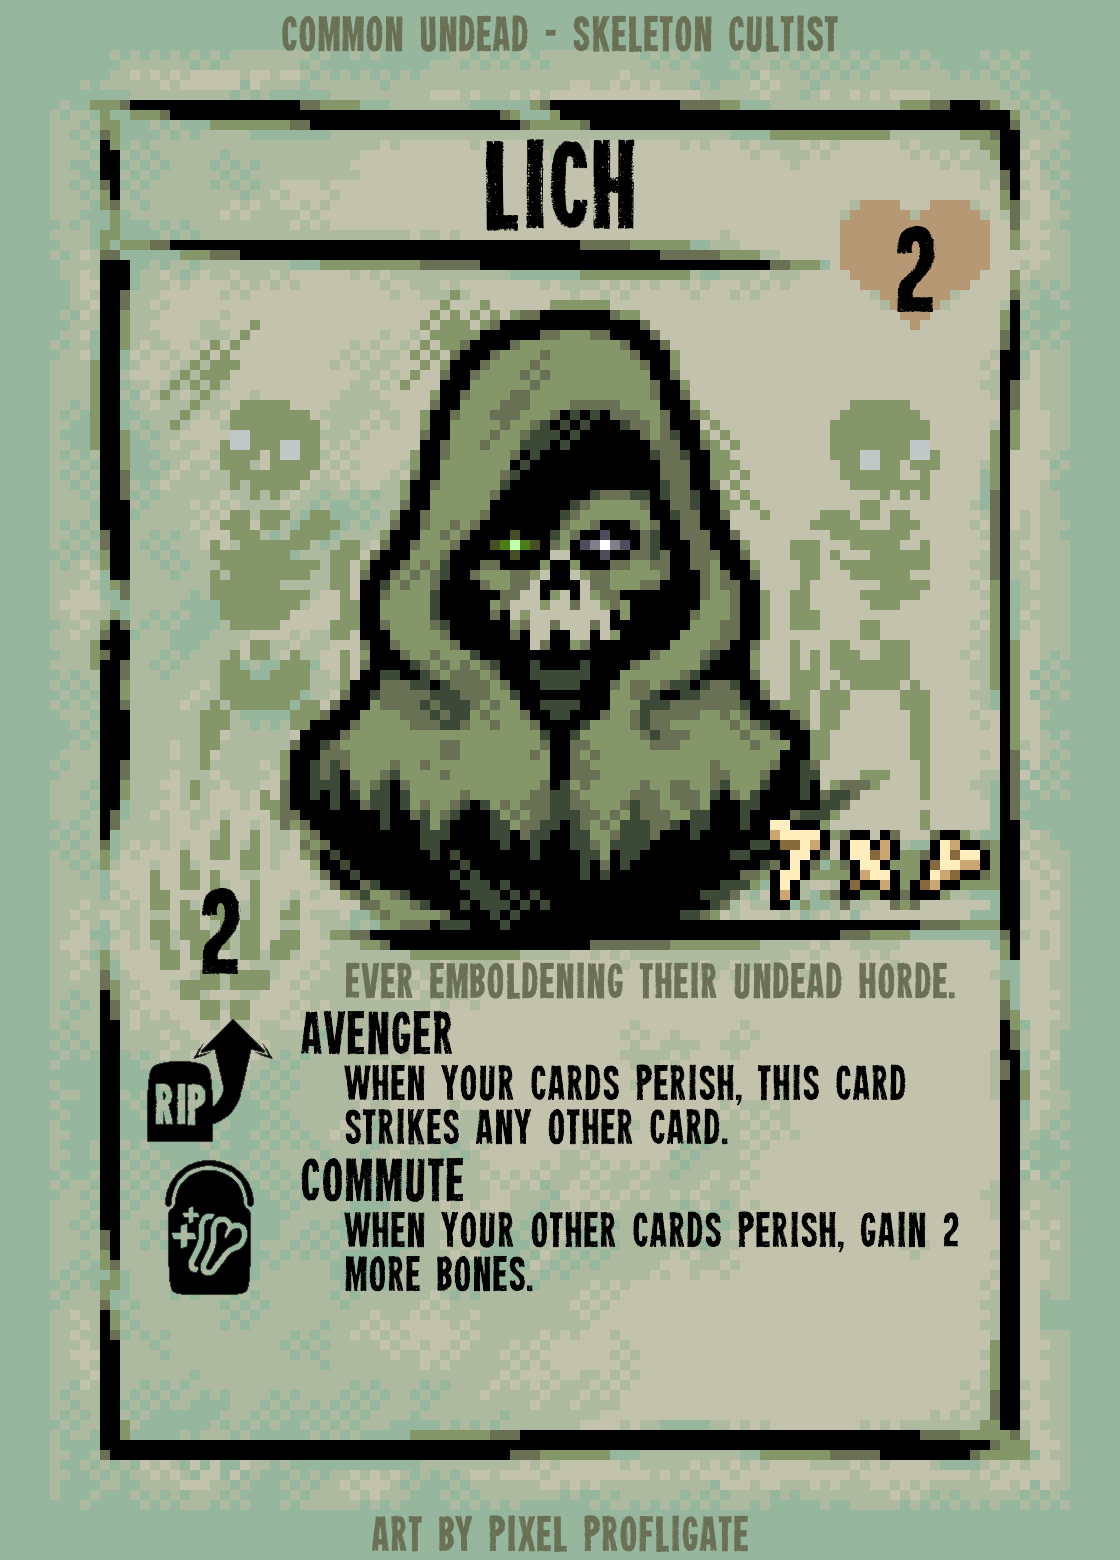 COMMON UNDEAD - SKELETON CULTIST
LICH
2
7 X
2
EVER EMBOLDENING THEIR UNDEAD HORDE.
AVENGER
WHEN YOUR CARDS PERISH, THIS CARD
STRIKES ANY OTHER CARD.
RIP
COMMUTE
WHEN YOUR OTHER CARDS PERISH, GAIN 2
MORE BONES.
ART BY PIXEL PROFLIGATE